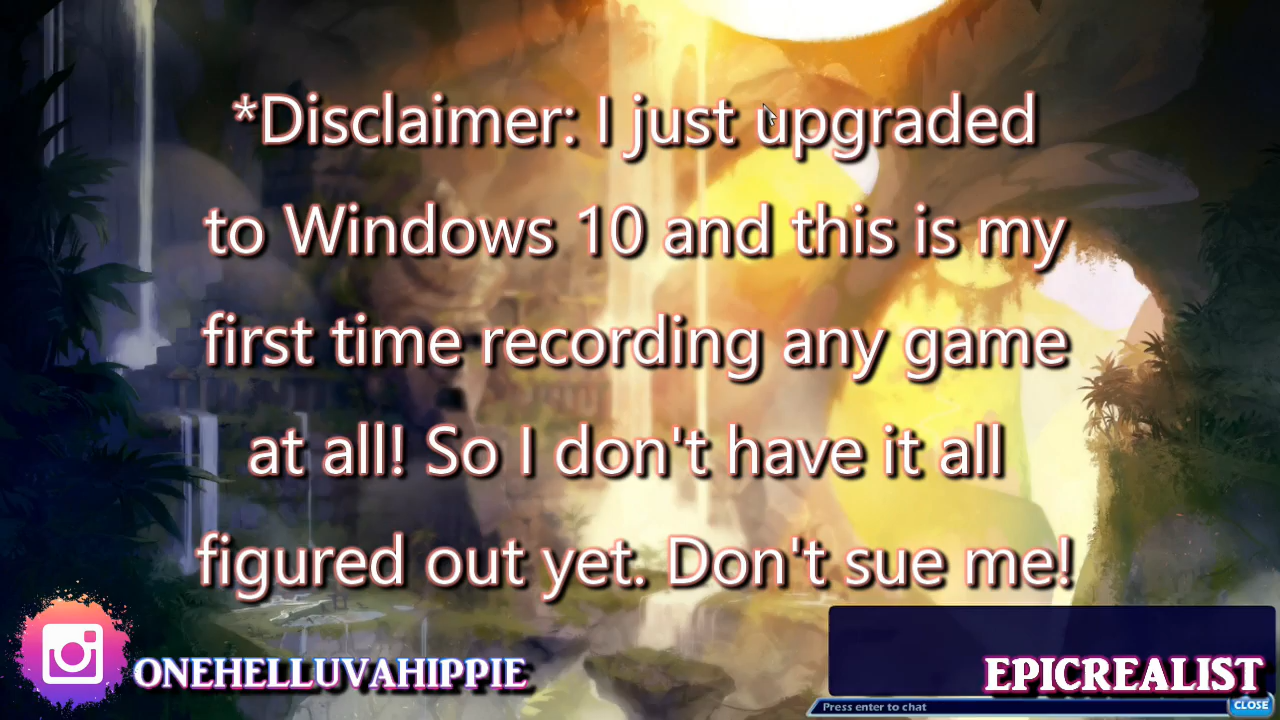 *Disclaimer: I just upgraded
to Windows 10 and this is my
first time recording any game
at all! So I don't have it all
figured out yet. Don't sue me!
ONEHELLUVAHIPPIE
EPICREALIST
Press enter to chat
CLOSE